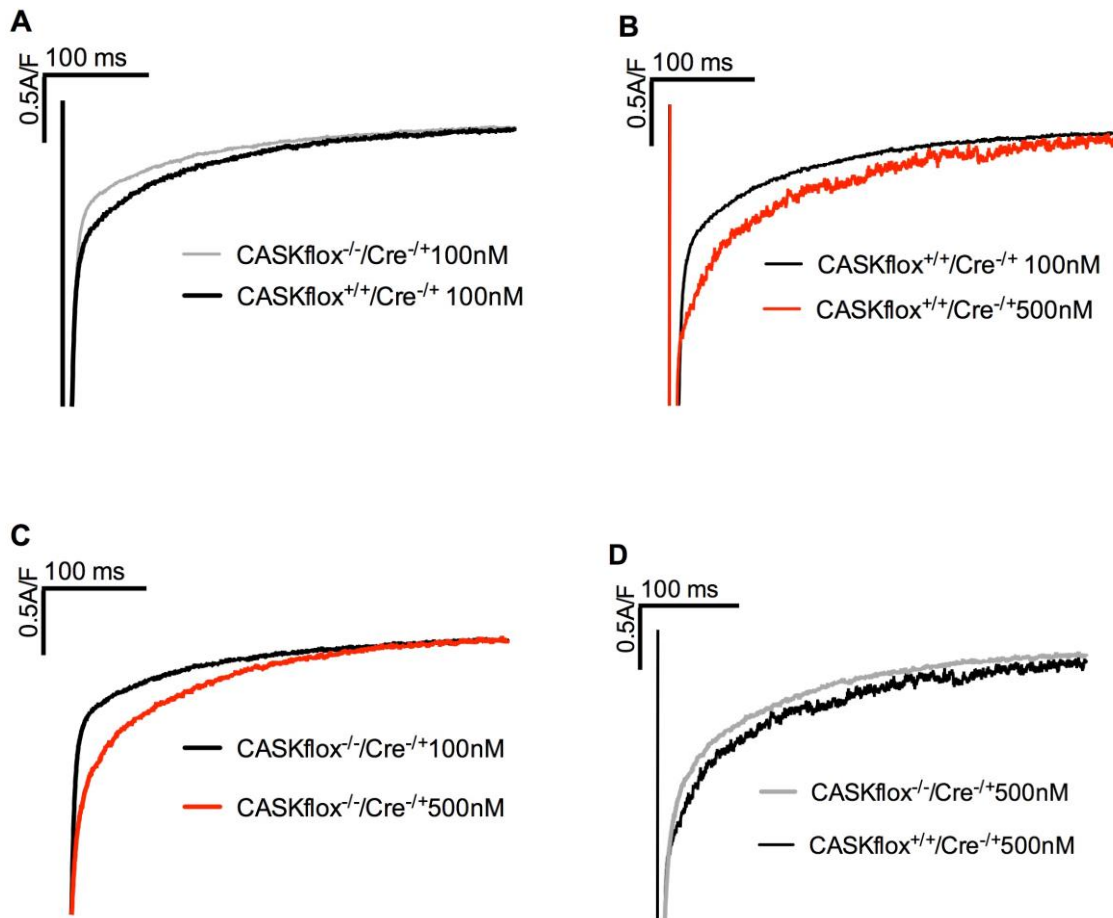 A
100 ms
0.5A/F
CASKflox-/-/Cre-/+100nM
CASKflox+/+/Cre-/+ 100nM
B
100 ms
0.5A/F
CASKflox+/+/Cre-/+ 100nM
CASKflox+/+/Cre-/+500nM
C
100 ms
0.5A/F
CASKflox-/-/Cre-/+100nM
CASKflox-/-/Cre-/+500nM
D
100 ms
0.5A/F
CASKflox-/-/Cre-/+500nM
CASKflox+/+/Cre-/+500nM